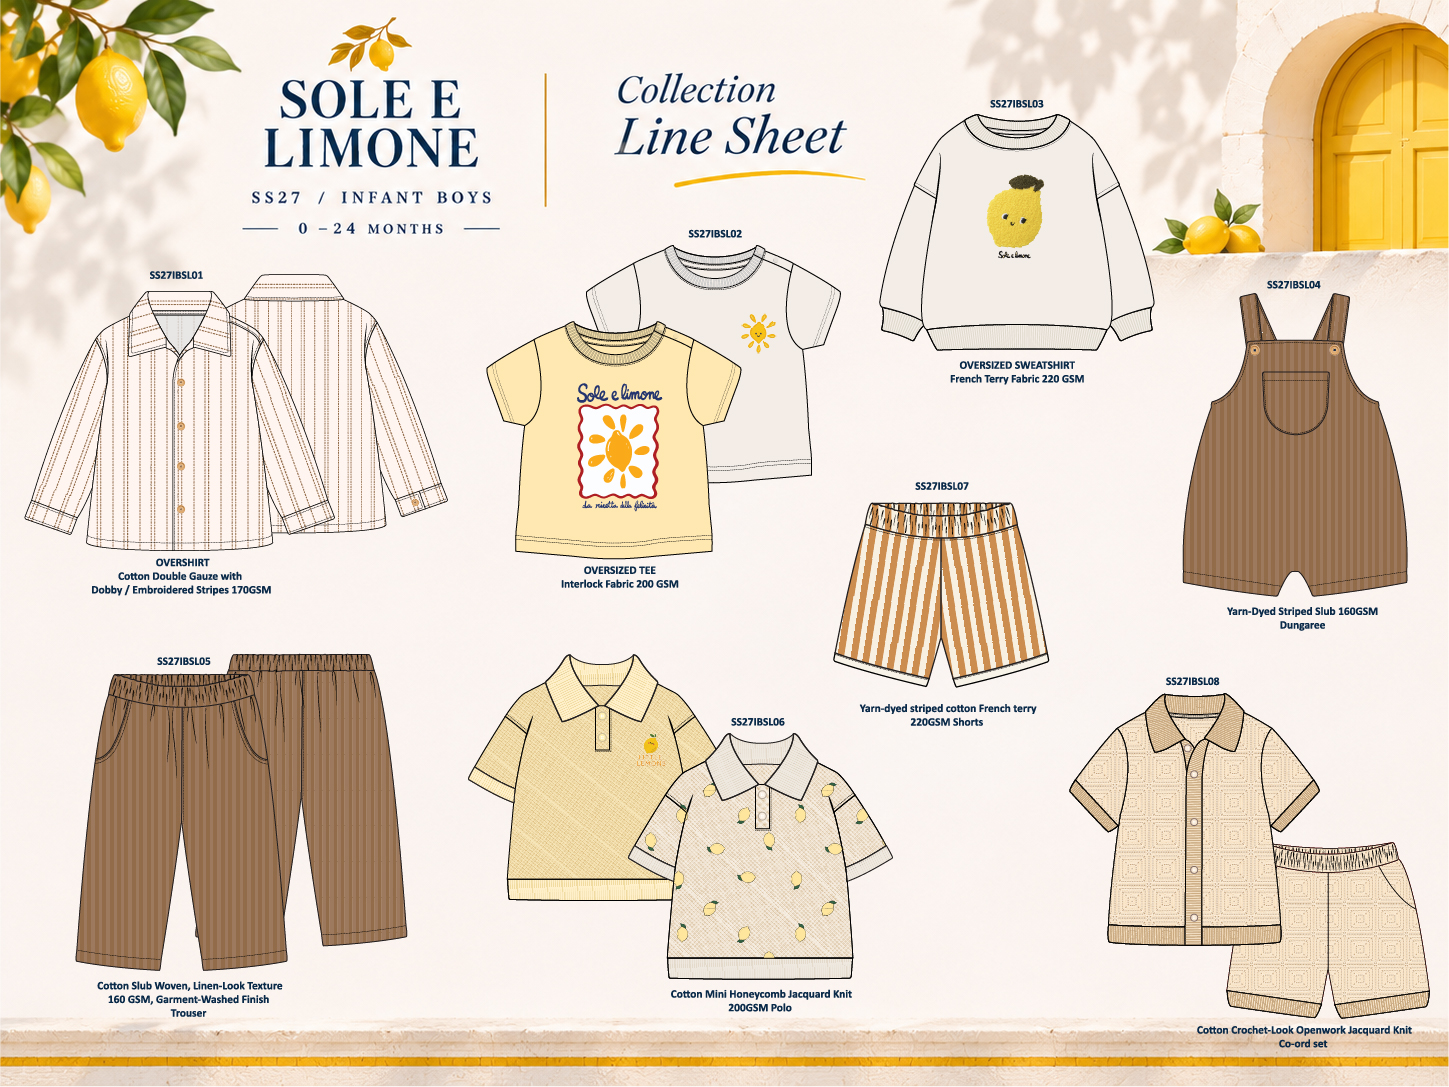 SOLE E
LIMONE
SS27 / INFANT BOYS
0 – 24 MONTHS
Collection
Line Sheet
SS27IBSL03
Sole e limone
OVERSIZED SWEATSHIRT
French Terry Fabric 220 GSM
SS27IBSL02
Sole e limone
OVERSIZED TEE
Interlock Fabric 200 GSM
SS27IBSL01
OVERSHIRT
Cotton Double Gauze with
Dobby / Embroidered Stripes 170GSM
SS27IBSL04
Yarn-Dyed Striped Slub 160GSM
Dungaree
SS27IBSL07
Yarn-dyed striped cotton French terry
220GSM Shorts
SS27IBSL05
Cotton Slub Woven, Linen-Look Texture
160 GSM, Garment-Washed Finish
Trouser
LITTLE
LEMONS
SS27IBSL06
Cotton Mini Honeycomb Jacquard Knit
200GSM Polo
SS27IBSL08
Cotton Crochet-Look Openwork Jacquard Knit
Co-ord set